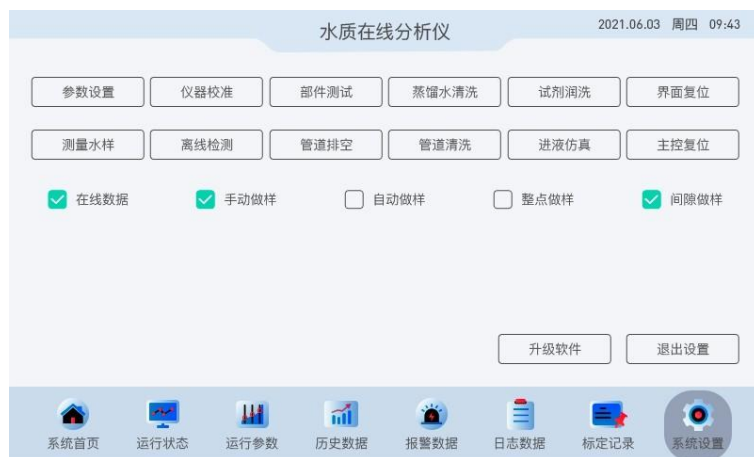 水质在线分析仪 2021.06.03 周四 09:43
参数设置 仪器校准 部件测试 蒸馏水清洗 试剂润洗 界面复位
测量水样 离线检测 管道排空 管道清洗 进液仿真 主控复位
在线数据 手动做样 自动做样 整点做样 间隙做样
升级软件 退出设置
系统首页 运行状态 运行参数 历史数据 报警数据 日志数据 标定记录 系统设置